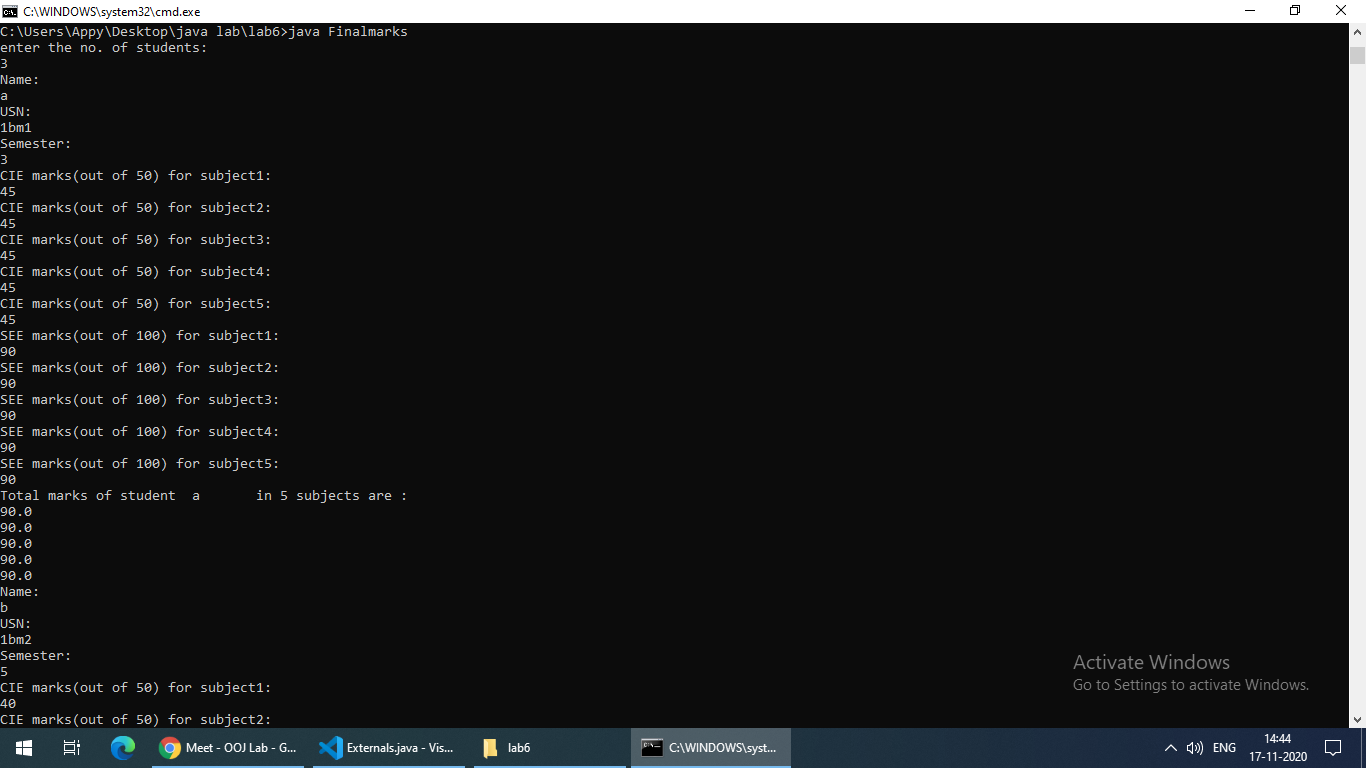 C:\WINDOWS\system32\cmd.exe
C:\Users\Appy\Desktop\java lab\lab6>java Finalmarks
enter the no. of students:
3
Name:
a
USN:
1bm1
Semester:
3
CIE marks(out of 50) for subject1:
45
CIE marks(out of 50) for subject2:
45
CIE marks(out of 50) for subject3:
45
CIE marks(out of 50) for subject4:
45
CIE marks(out of 50) for subject5:
45
SEE marks(out of 100) for subject1:
90
SEE marks(out of 100) for subject2:
90
SEE marks(out of 100) for subject3:
90
SEE marks(out of 100) for subject4:
90
SEE marks(out of 100) for subject5:
90
Total marks of student  a       in 5 subjects are :
90.0
90.0
90.0
90.0
90.0
Name:
b
USN:
1bm2
Semester:
5
CIE marks(out of 50) for subject1:
40
CIE marks(out of 50) for subject2:
Activate Windows
Go to Settings to activate Windows.
Meet - OOJ Lab - G... Externals.java - Vis... lab6 C:\WINDOWS\syst... ENG 14:44
17-11-2020